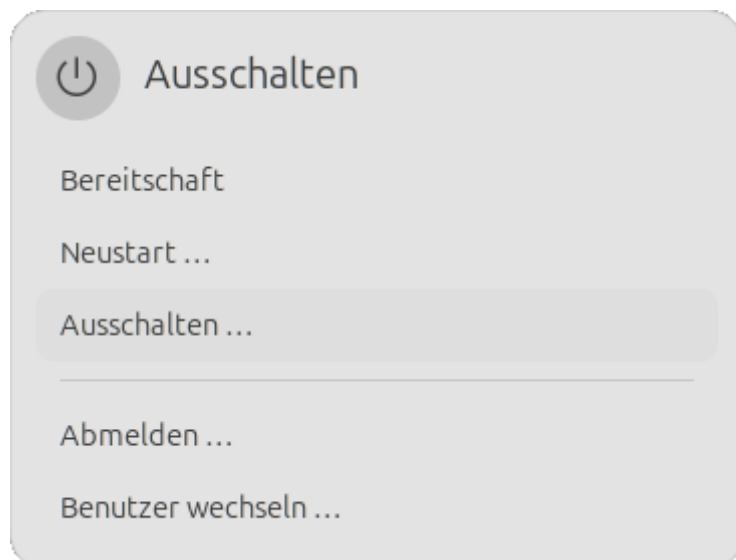 Ausschalten
Bereitschaft
Neustart …
Ausschalten …
Abmelden …
Benutzer wechseln …